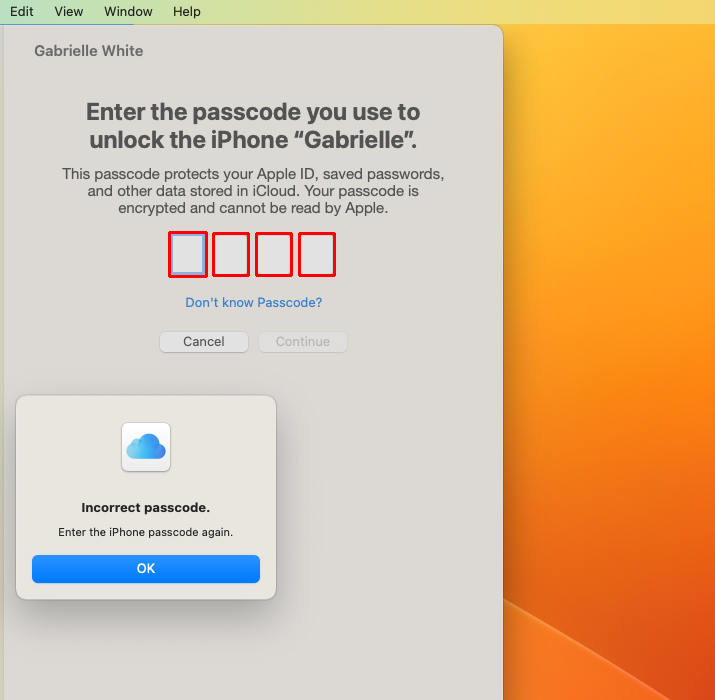 Edit View Window Help
Gabrielle White
Enter the passcode you use to
unlock the iPhone “Gabrielle”.
This passcode protects your Apple ID, saved passwords,
and other data stored in iCloud. Your passcode is
encrypted and cannot be read by Apple.
Don't know Passcode?
Cancel Continue
Incorrect passcode.
Enter the iPhone passcode again.
OK